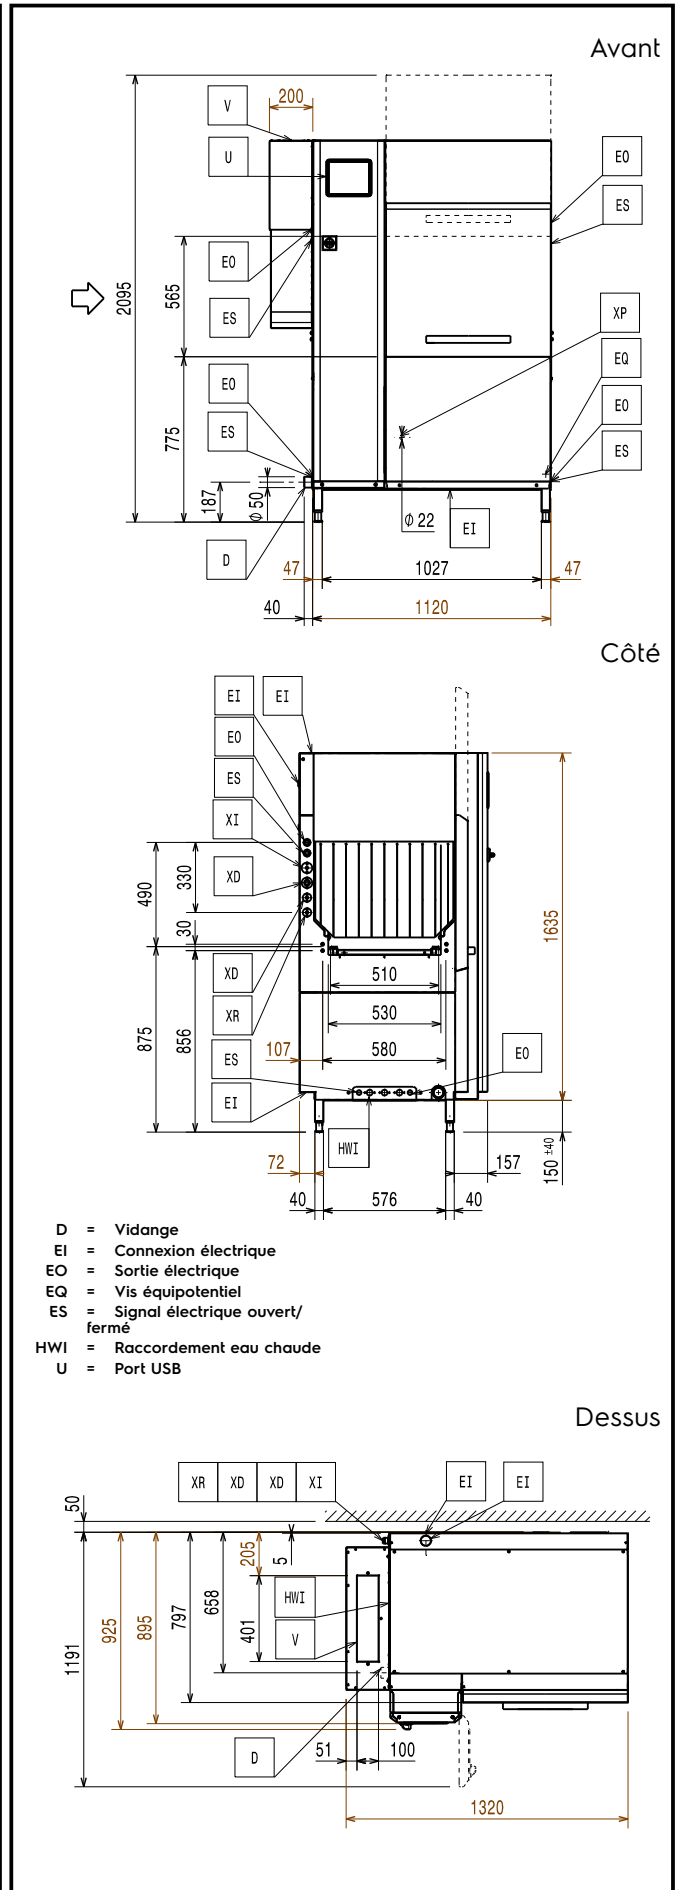 Avant
V
200
U
EO
ES
EO
565
2095
ES
XP
EO
EQ
ES
EO
775
ES
187
Ø 50
Ø 22
D
EI
47
1027
47
40
1120
Côté
EI
EI
EO
ES
XI
XD
490
330
30
1635
XD
510
XR
530
875
856
ES
107
580
EO
EI
HWI
72
157
150 ±40
40
576
40
D = Vidange
EI = Connexion électrique
EO = Sortie électrique
EQ = Vis équipotentiel
ES = Signal électrique ouvert/
fermé
HWI = Raccordement eau chaude
U = Port USB
Dessus
XR XD XD XI
EI
EI
50
205
5
HWI
658
401
V
797
895
925
1191
D
51
100
1320